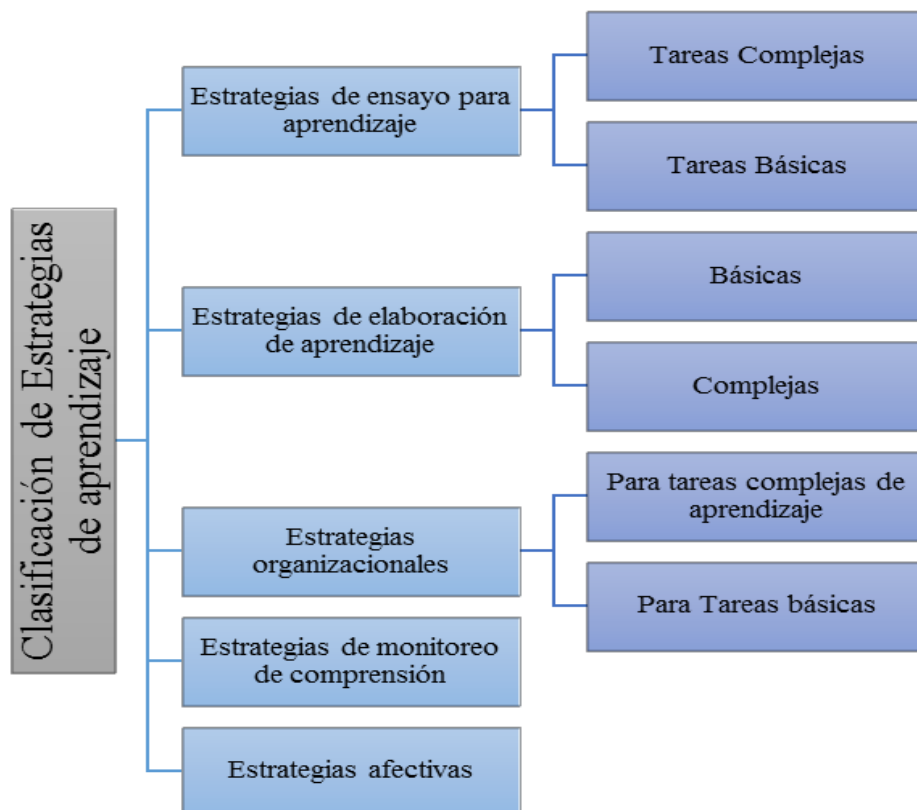 Clasificación de Estrategias
de aprendizaje
Estrategias de ensayo para
aprendizaje
Tareas Complejas
Tareas Básicas
Estrategias de elaboración
de aprendizaje
Básicas
Complejas
Estrategias
organizacionales
Para tareas complejas de
aprendizaje
Para Tareas básicas
Estrategias de monitoreo
de comprensión
Estrategias afectivas